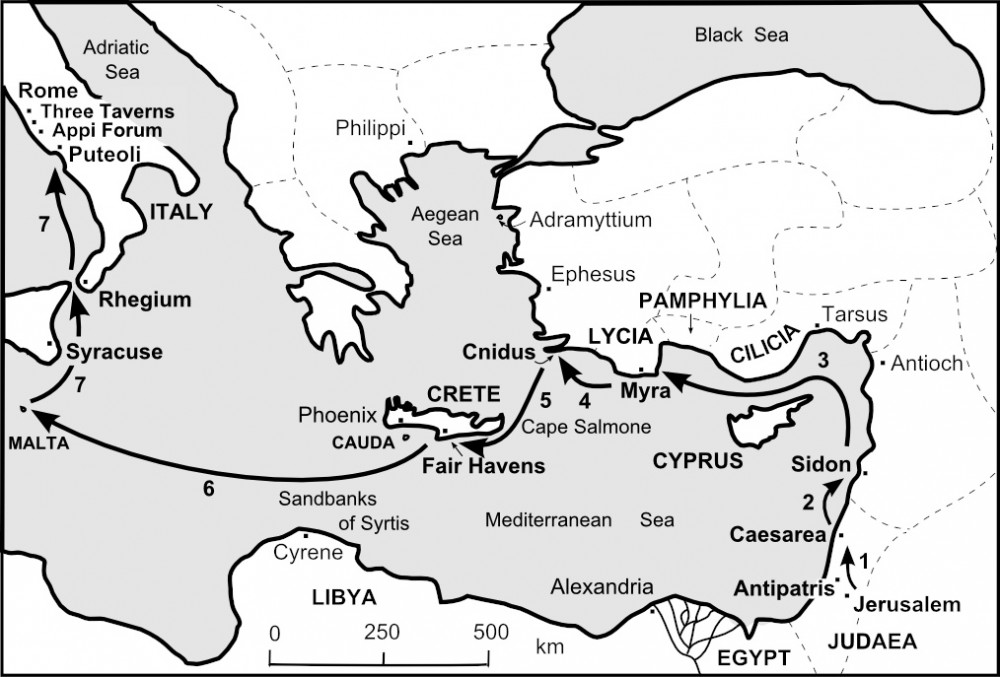 Black Sea
Adriatic
Sea
Rome
Three Taverns
Appi Forum
Puteoli
Philippi
ITALY
7
Aegean
Sea
Adramyttium
Ephesus
Rhegium
PAMPHYLIA
Tarsus
LYCIA
CILICIA
Syracuse
7
Cnidus
3
Antioch
Myra
4
5
CRETE
Phoenix
Cape Salmone
MALTA
CAUDA
Fair Havens
CYPRUS
Sidon
6
Sandbanks
of Syrtis
2
Mediterranean Sea
Caesarea
Cyrene
1
Alexandria
Antipatris
LIBYA
Jerusalem
0 250 500
km
JUDAEA
EGYPT